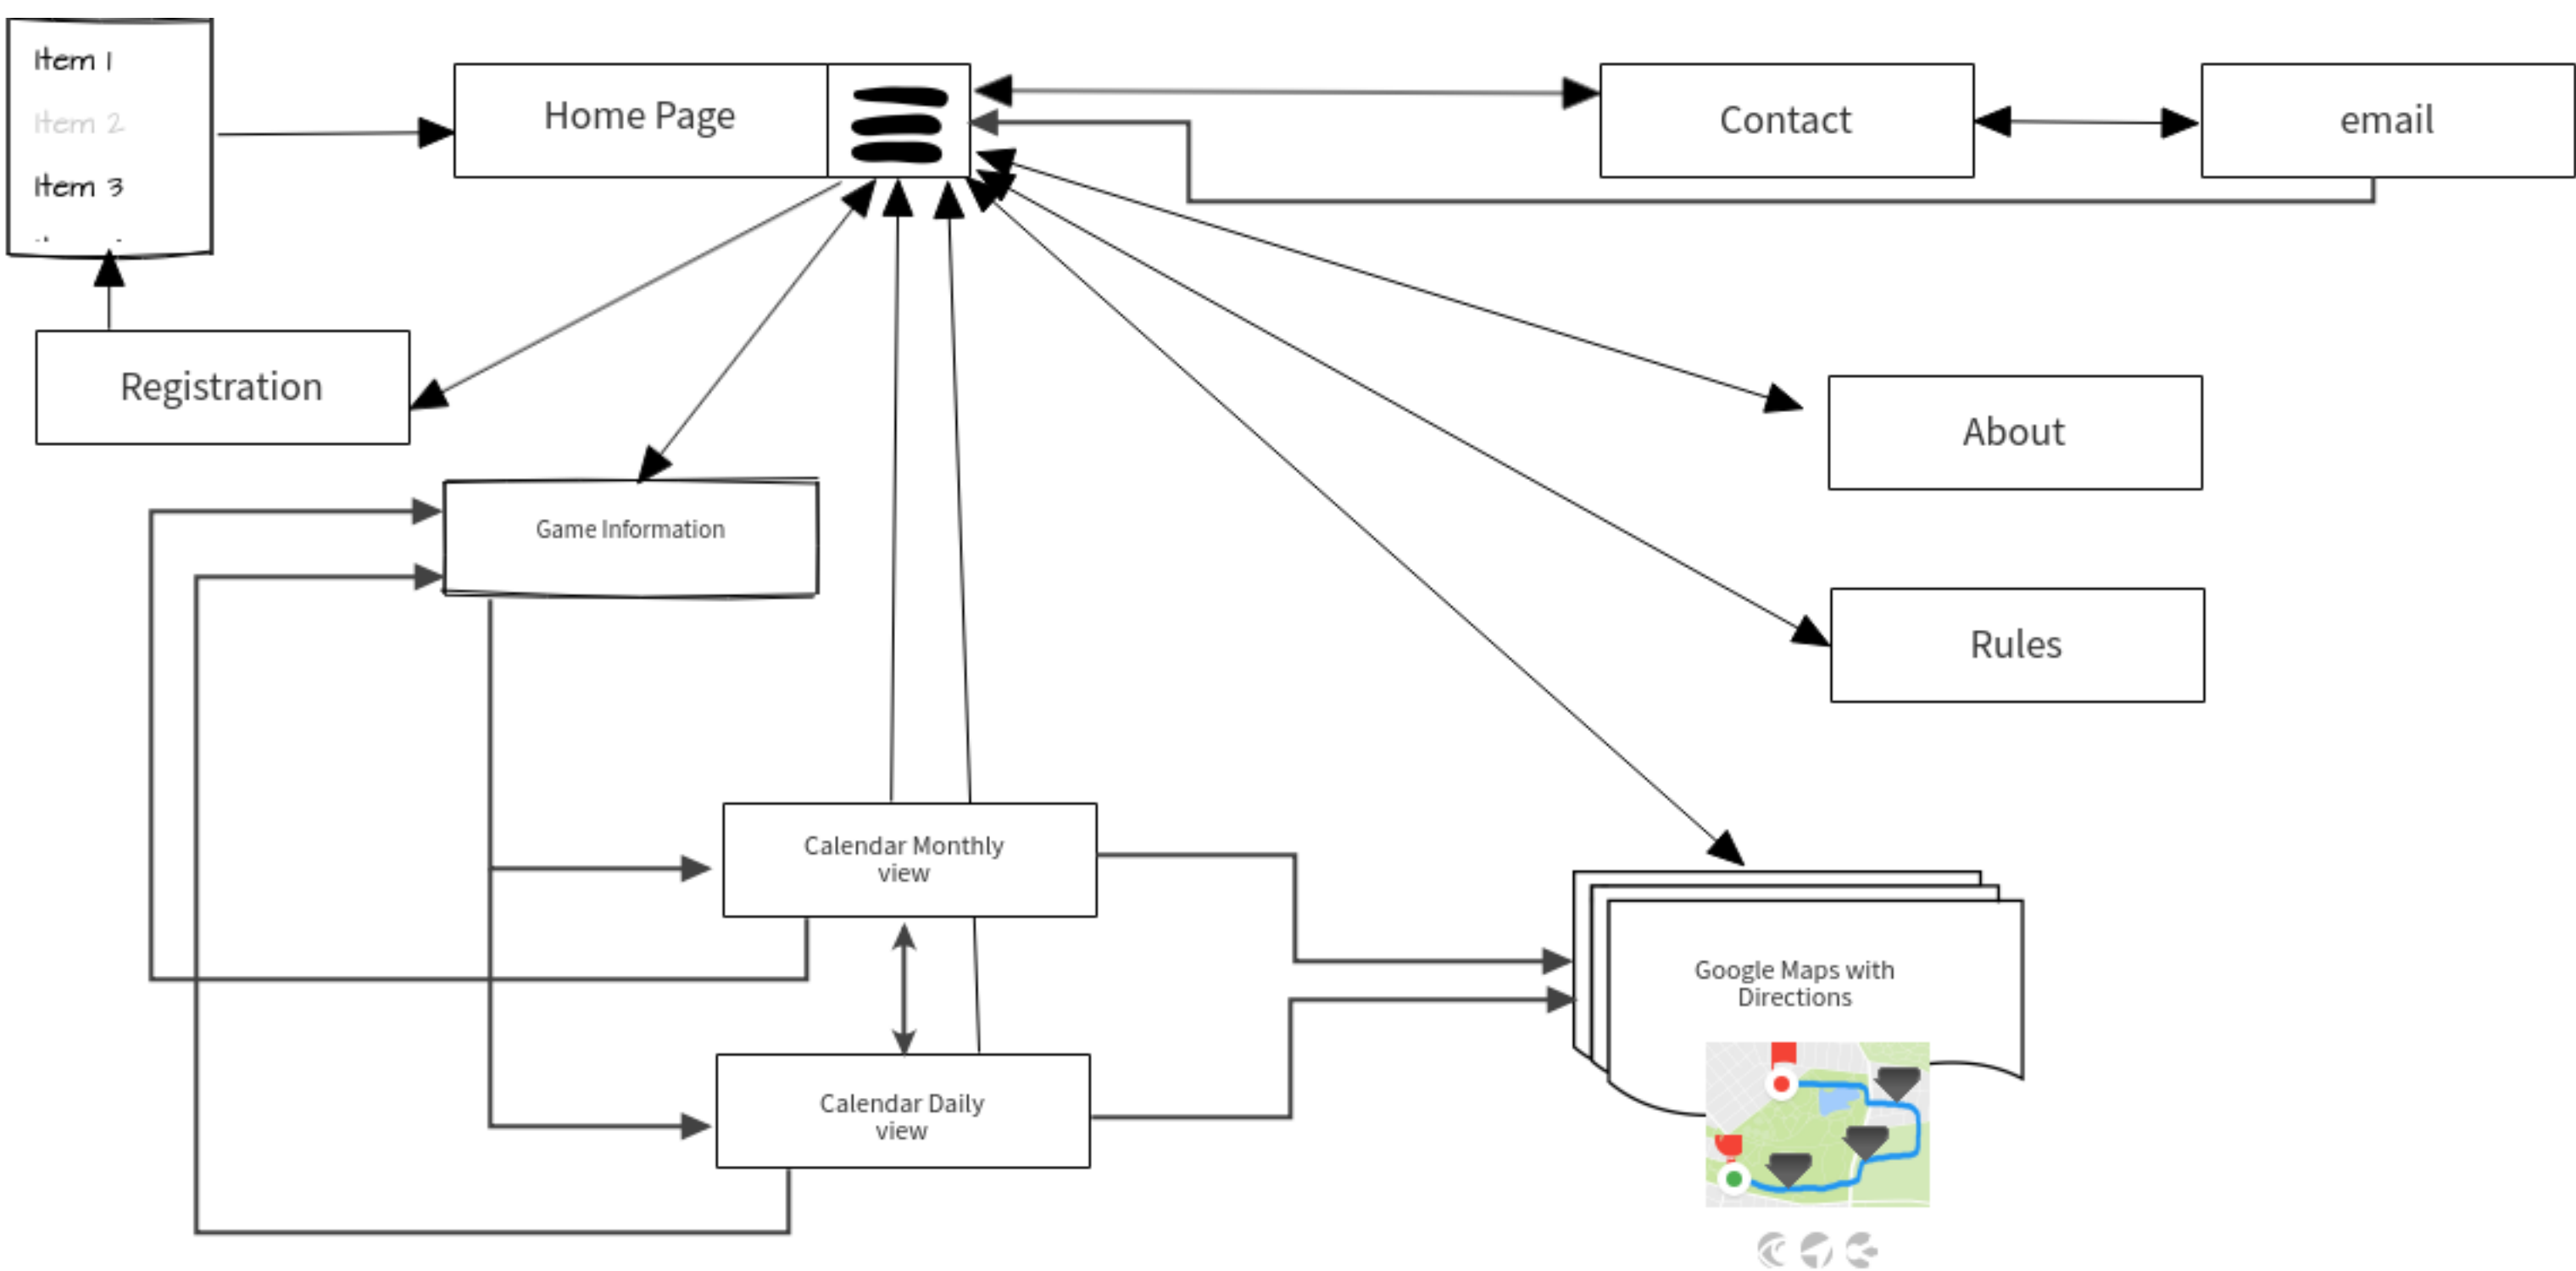 Item 1
Item 2
Item 3
Home Page
Contact
email
Registration
About
Game Information
Rules
Calendar Monthly
view
Google Maps with
Directions
Calendar Daily
view